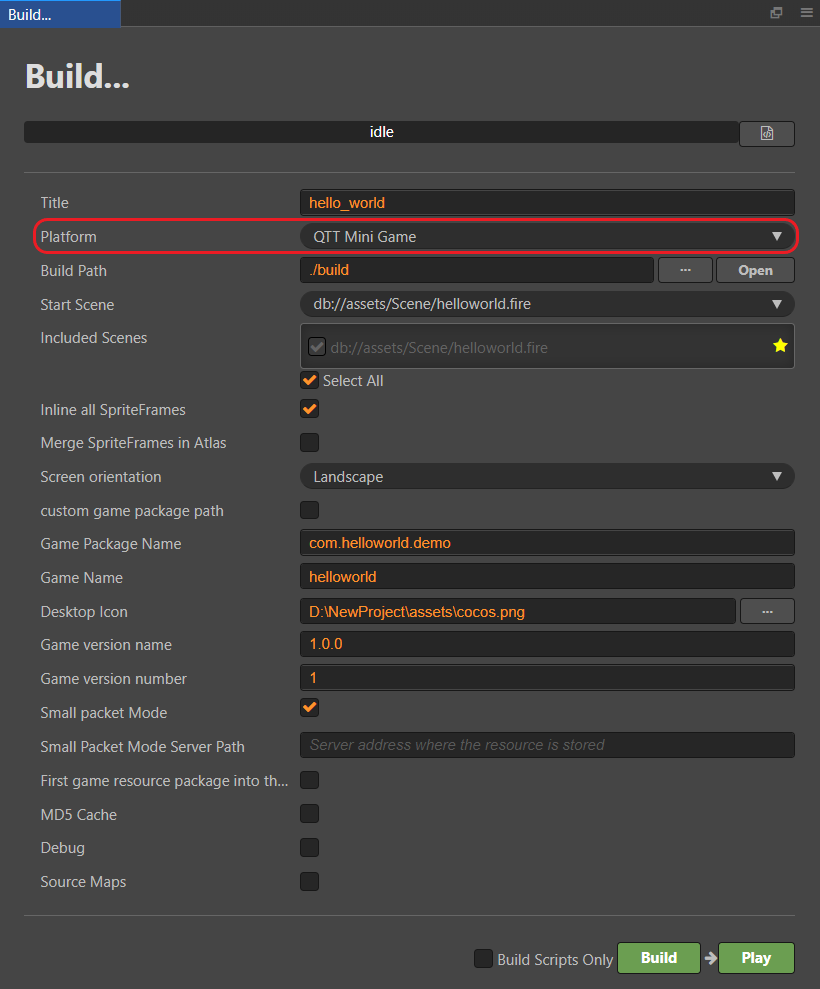 Build...
Build...
idle
Title hello_world
Platform QTT Mini Game
Build Path ./build ... Open
Start Scene db://assets/Scene/helloworld.fire
Included Scenes db://assets/Scene/helloworld.fire
Select All
Inline all SpriteFrames
Merge SpriteFrames in Atlas
Screen orientation Landscape
custom game package path
Game Package Name com.helloworld.demo
Game Name helloworld
Desktop Icon D:\NewProject\assets\cocos.png ...
Game version name 1.0.0
Game version number 1
Small packet Mode
Small Packet Mode Server Path Server address where the resource is stored
First game resource package into th...
MD5 Cache
Debug
Source Maps
Build Scripts Only Build Play